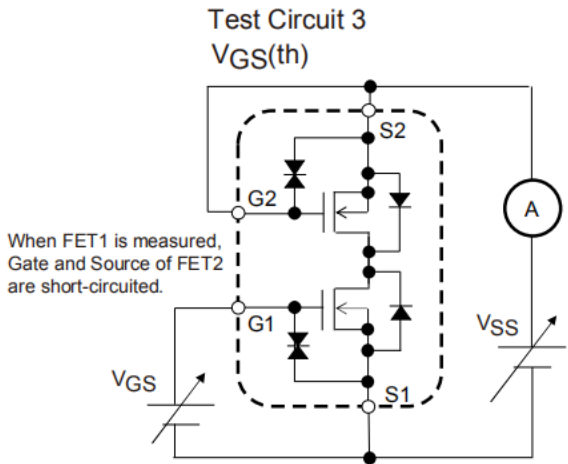 Test Circuit 3
VGS(th)
S2
G2
A
When FET1 is measured,
Gate and Source of FET2
are short-circuited.
G1
VSS
VGS
S1